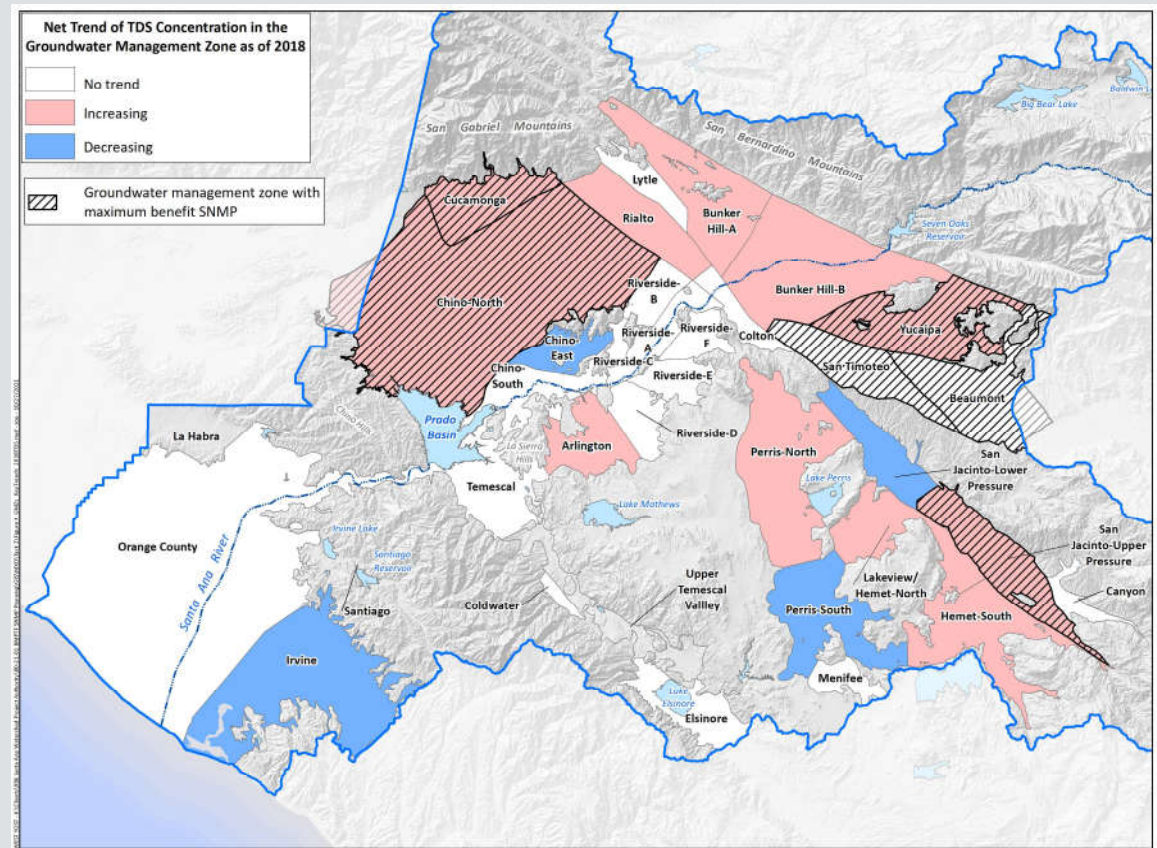 Net Trend of TDS Concentration in the
Groundwater Management Zone as of 2018
No trend
Increasing
Decreasing
Groundwater management zone with
maximum benefit SNMP
San Gabriel Mountains
San Bernardino Mountains
Big Bear Lake
Seven Oaks
Reservoir
Lytle
Cucamonga
Rialto
Bunker
Hill-A
Chino-North
Riverside-
B
Bunker Hill-B
Yucaipa
Chino-
East
Riverside-
A
Riverside-
F
Colton
Riverside-C
San Timoteo
Chino-
South
Riverside-E
Beaumont
Prado
Basin
Chino Hills
La Habra
La Sierra
Hills
Arlington
Riverside-D
Perris-North
San
Jacinto-Lower
Pressure
Temescal
Lake Perris
Lake Mathews
Orange County
Santa Ana River
Irvine Lake
Santiago
Reservoir
San
Jacinto-Upper
Pressure
Santiago
Coldwater
Upper
Temescal
Vallley
Lakeview/
Hemet-North
Canyon
Perris-South
Hemet-South
Irvine
Menifee
Lake
Elsinore
Elsinore